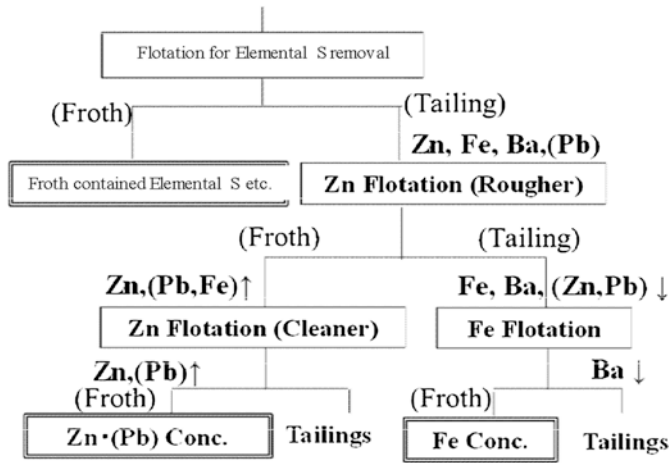 Flotation for Elemental S removal
(Froth)
(Tailing)
Zn, Fe, Ba,(Pb)
Froth contained Elemental S etc.
Zn Flotation (Rougher)
(Froth)
(Tailing)
Zn,(Pb,Fe)↑
Fe, Ba, (Zn,Pb) ↓
Zn Flotation (Cleaner)
Fe Flotation
Zn,(Pb)↑
Ba ↓
(Froth)
(Froth)
Zn･(Pb) Conc.
Tailings
Fe Conc.
Tailings